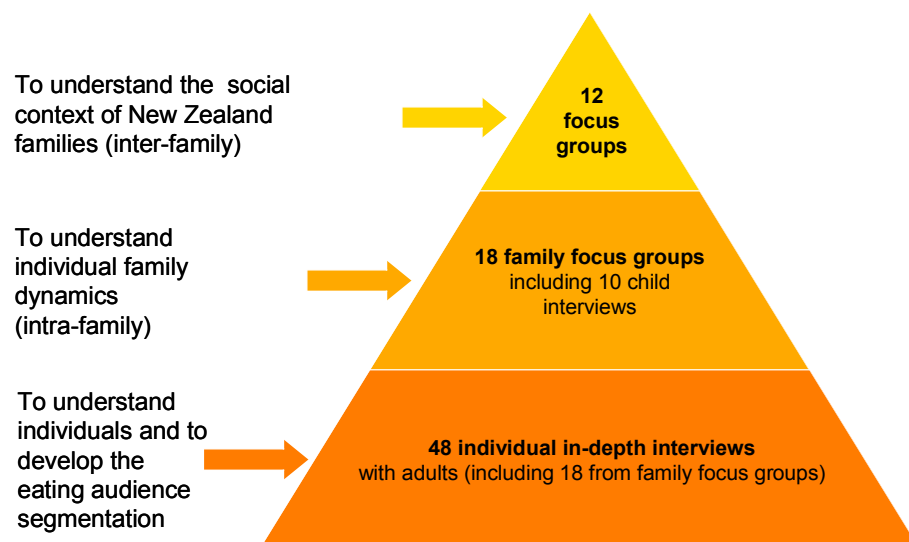 To understand the social
context of New Zealand
families (inter-family)
12
focus
groups
To understand
individual family
dynamics
(intra-family)
18 family focus groups
including 10 child
interviews
To understand
individuals and to
develop the
eating audience
segmentation
48 individual in-depth interviews
with adults (including 18 from family focus groups)